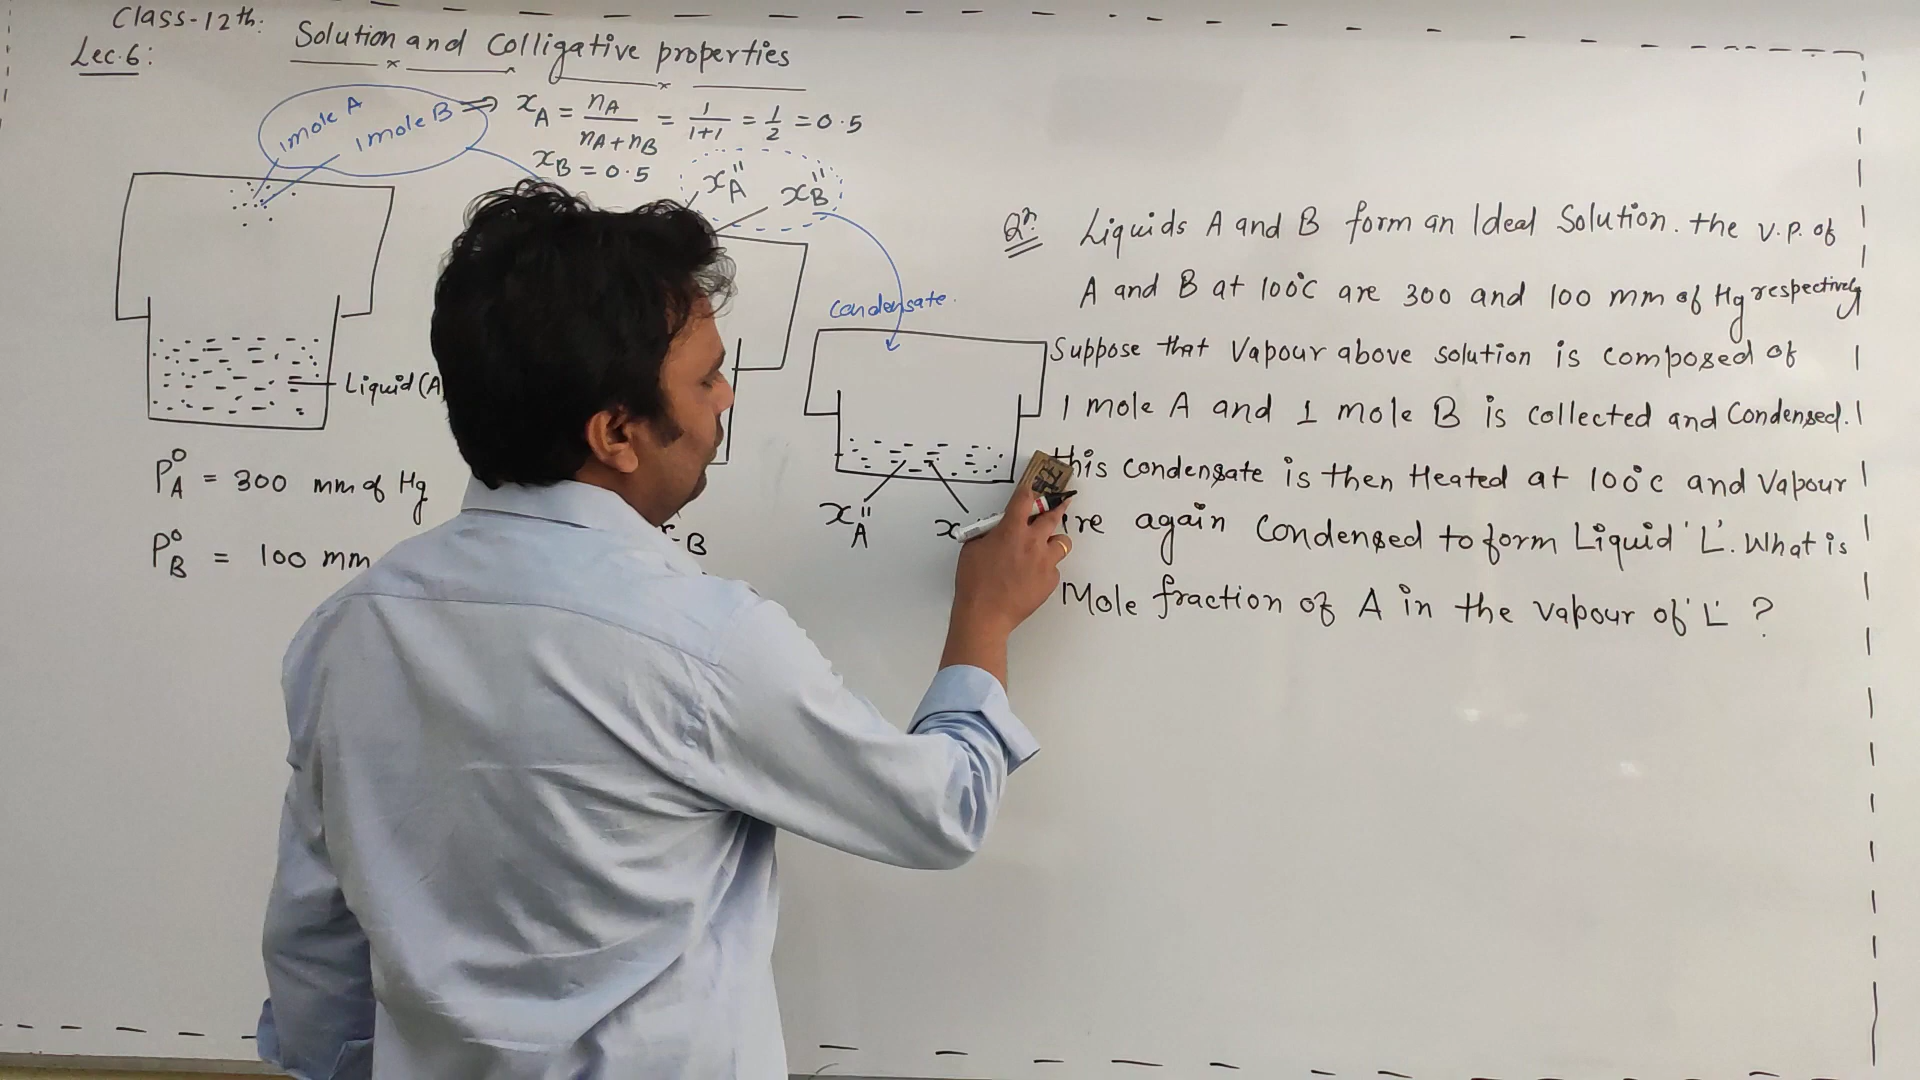 Class-12th:
Lec.6:
Solution and Colligative properties
1 mole A
1 mole B ⇒ xA = nA / nA+nB = 1 / 1+1 = 1/2 = 0.5
xB = 0.5
x"A x"B
Condensate.
Liquid (A
x"A x
P°A = 300 mm of Hg
P°B = 100 mm
B
Qn: Liquids A and B form an Ideal Solution. the V.P. of
A and B at 100°C are 300 and 100 mm of Hg respectively
Suppose that Vapour above solution is composed of
1 mole A and 1 mole B is collected and Condensed.
this Condensate is then Heated at 100°C and Vapour
are again Condensed to form Liquid 'L'. What is
Mole fraction of A in the vapour of 'L' ?